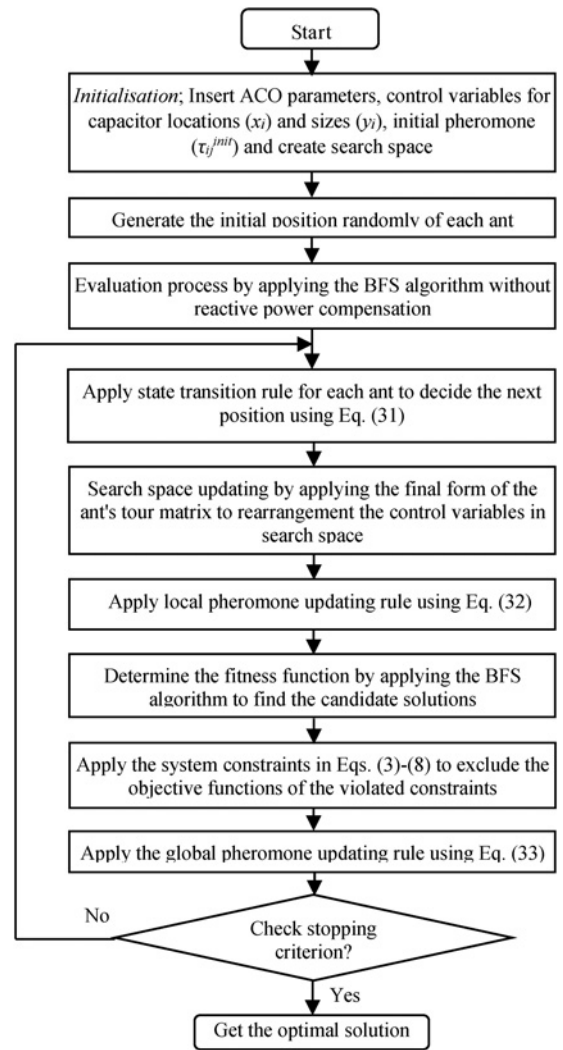 Start
Initialisation; Insert ACO parameters, control variables for
capacitor locations (xi) and sizes (yi), initial pheromone
(τij^init) and create search space
Generate the initial position randomly of each ant
Evaluation process by applying the BFS algorithm without
reactive power compensation
Apply state transition rule for each ant to decide the next
position using Eq. (31)
Search space updating by applying the final form of the
ant's tour matrix to rearrangement the control variables in
search space
Apply local pheromone updating rule using Eq. (32)
Determine the fitness function by applying the BFS
algorithm to find the candidate solutions
Apply the system constraints in Eqs. (3)-(8) to exclude the
objective functions of the violated constraints
Apply the global pheromone updating rule using Eq. (33)
No
Check stopping
criterion?
Yes
Get the optimal solution